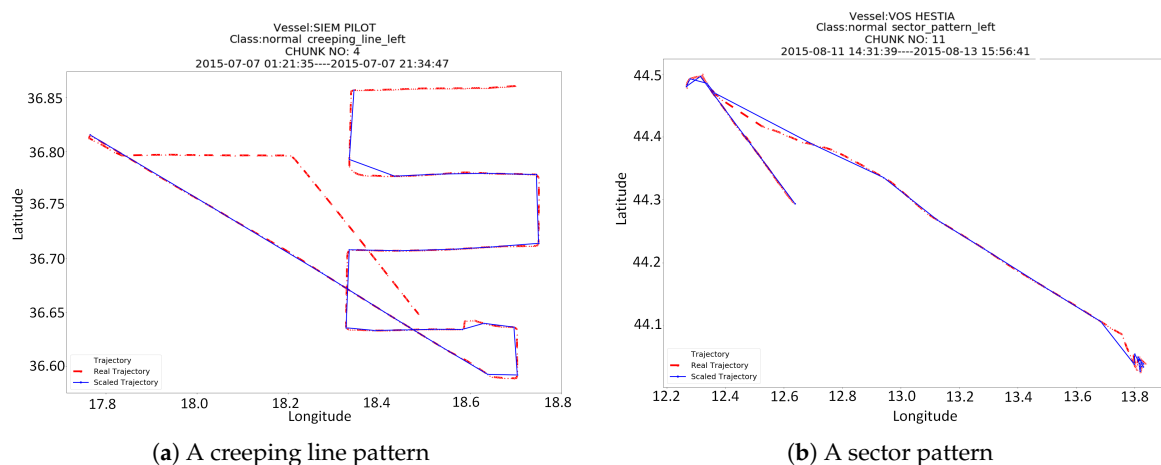 Vessel:SIEM PILOT
Class:normal creeping_line_left
CHUNK NO: 4
2015-07-07 01:21:35----2015-07-07 21:34:47
36.85
36.80
36.75
36.70
36.65
36.60
Latitude
Trajectory
Real Trajectory
Scaled Trajectory
17.8 18.0 18.2 18.4 18.6 18.8
Longitude
(a) A creeping line pattern
Vessel:VOS HESTIA
Class:normal sector_pattern_left
CHUNK NO: 11
2015-08-11 14:31:39----2015-08-13 15:56:41
44.5
44.4
44.3
44.2
44.1
Latitude
Trajectory
Real Trajectory
Scaled Trajectory
12.2 12.4 12.6 12.8 13.0 13.2 13.4 13.6 13.8
Longitude
(b) A sector pattern